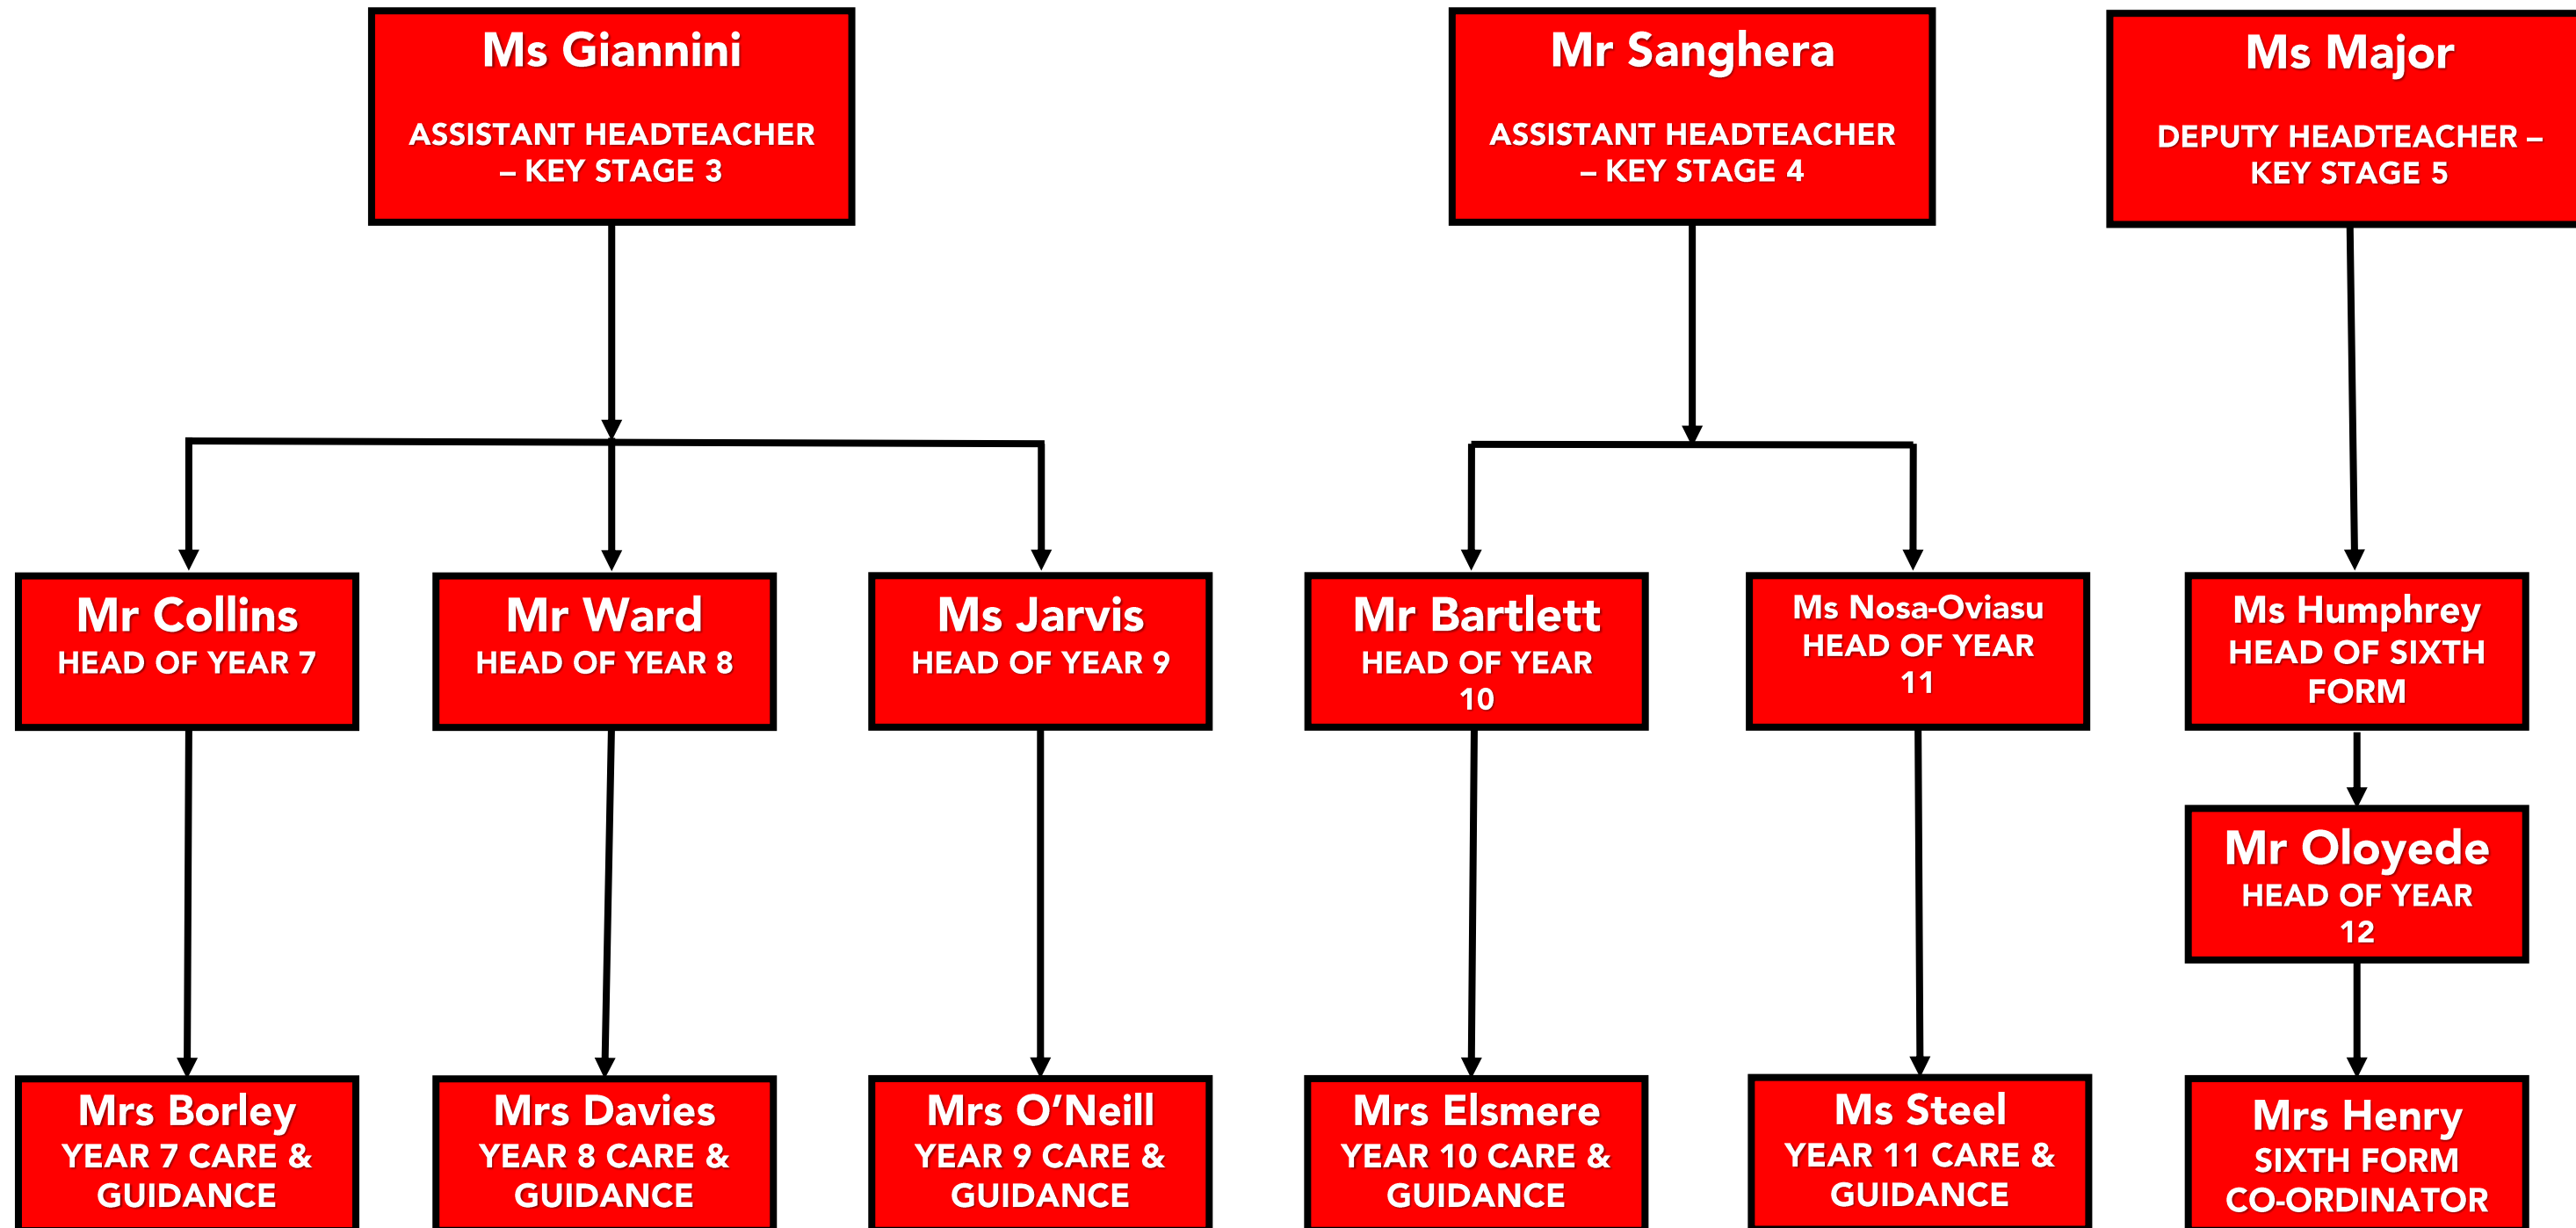 Ms Giannini
ASSISTANT HEADTEACHER
– KEY STAGE 3
Mr Sanghera
ASSISTANT HEADTEACHER
– KEY STAGE 4
Ms Major
DEPUTY HEADTEACHER –
KEY STAGE 5
Mr Collins
HEAD OF YEAR 7
Mr Ward
HEAD OF YEAR 8
Ms Jarvis
HEAD OF YEAR 9
Mr Bartlett
HEAD OF YEAR
10
Ms Nosa-Oviasu
HEAD OF YEAR
11
Ms Humphrey
HEAD OF SIXTH
FORM
Mr Oloyede
HEAD OF YEAR
12
Mrs Borley
YEAR 7 CARE &
GUIDANCE
Mrs Davies
YEAR 8 CARE &
GUIDANCE
Mrs O’Neill
YEAR 9 CARE &
GUIDANCE
Mrs Elsmere
YEAR 10 CARE &
GUIDANCE
Ms Steel
YEAR 11 CARE &
GUIDANCE
Mrs Henry
SIXTH FORM
CO-ORDINATOR